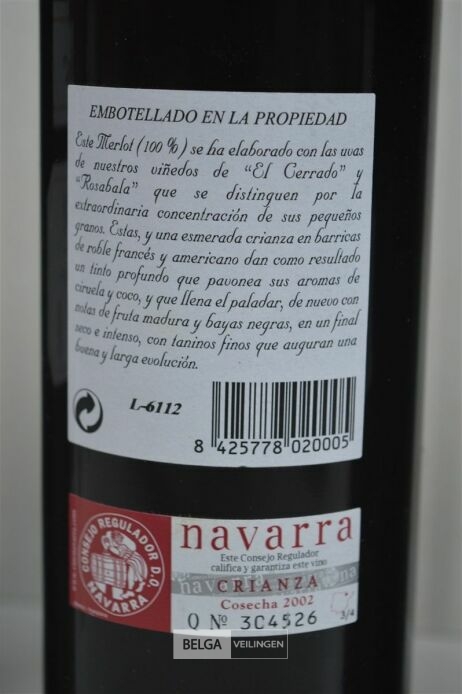 EMBOTELLADO EN LA PROPIEDAD
Este Merlot (100 %) se ha elaborado con las uvas
de nuestros viñedos de "El Cerrado" y
"Rosabala" que se distinguen por la
extraordinaria concentración de sus pequeños
granos. Estas, y una esmerada crianza en barricas
de roble francés y americano dan como resultado
un tinto profundo que pavonea sus aromas de
ciruela y coco, y que llena el paladar, de nuevo con
notas de fruta madura y bayas negras, en un final
seco e intenso, con taninos finos que auguran una
buena y larga evolución.
L-6112
8 425778 020005
CONSEJO REGULADOR D.O.
NAVARRA
navarra
Este Consejo Regulador
califica y garantiza este vino
navarra
CRIANZA
Cosecha 2002
Q Nº 3C4526
3/4
BELGA VEILINGEN